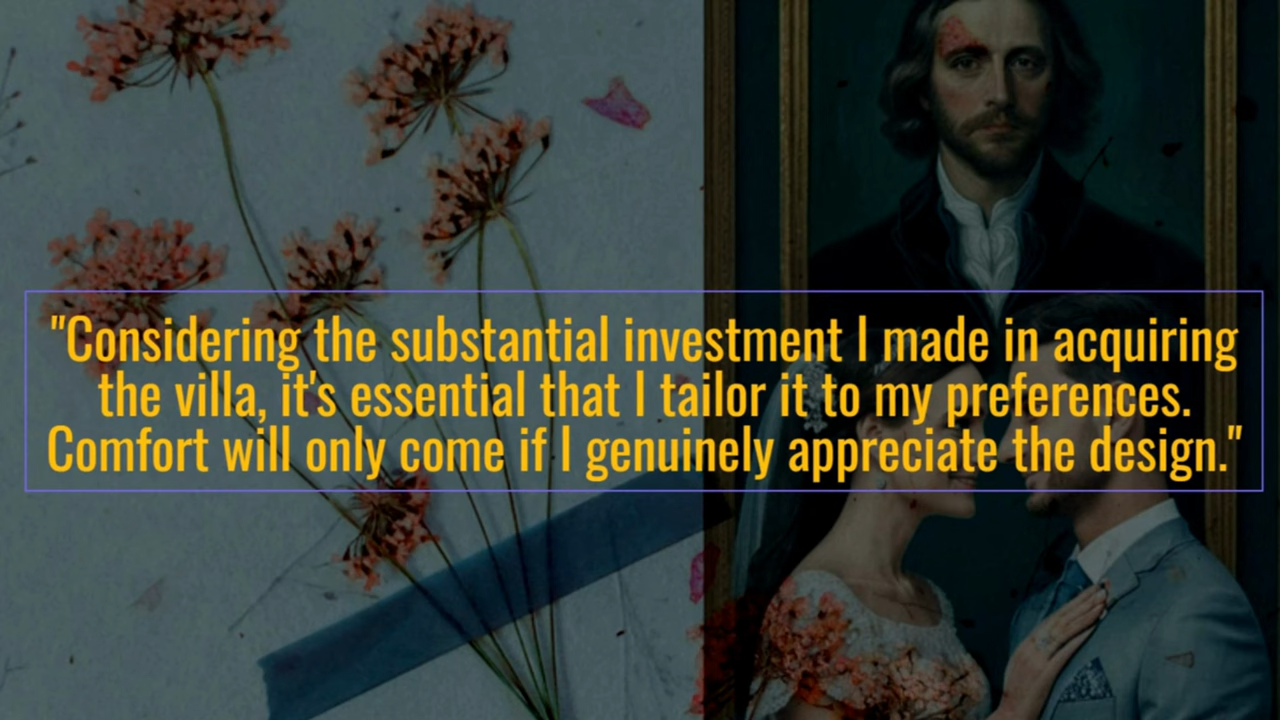 "Considering the substantial investment I made in acquiring
the villa, it's essential that I tailor it to my preferences.
Comfort will only come if I genuinely appreciate the design."